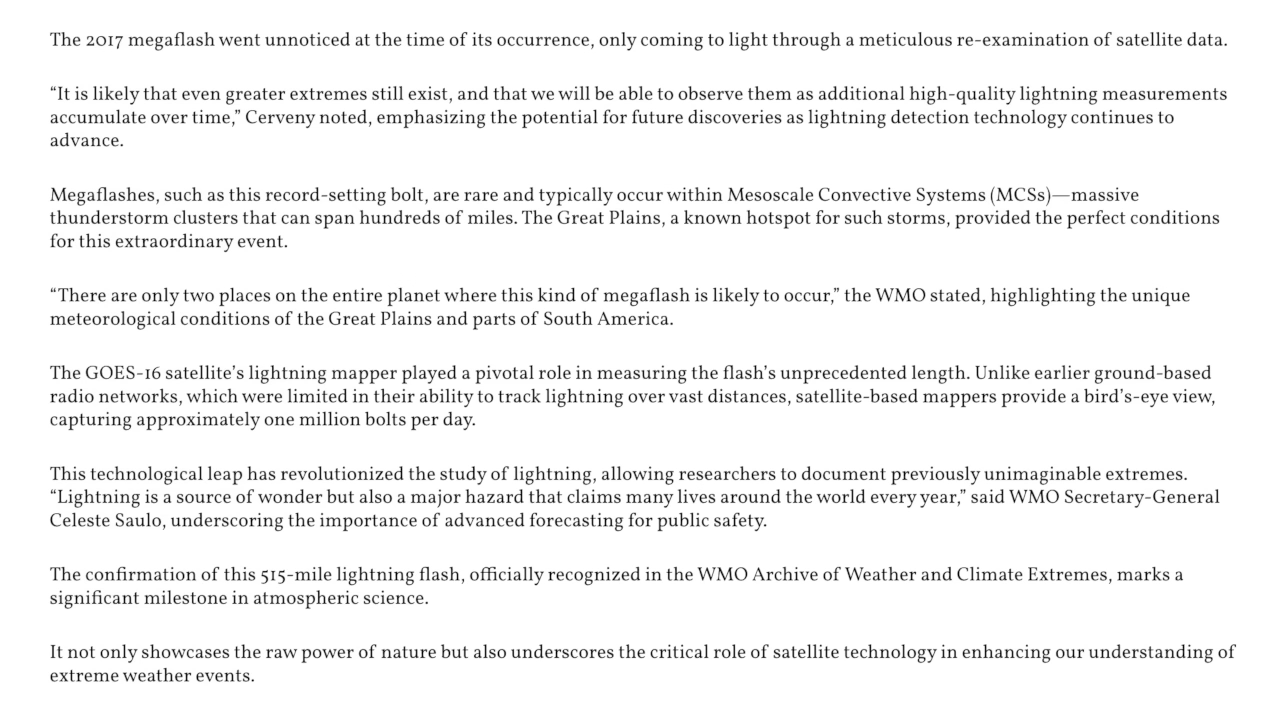 The 2017 megaflash went unnoticed at the time of its occurrence, only coming to light through a meticulous re-examination of satellite data.
“It is likely that even greater extremes still exist, and that we will be able to observe them as additional high-quality lightning measurements
accumulate over time,” Cerveny noted, emphasizing the potential for future discoveries as lightning detection technology continues to
advance.
Megaflashes, such as this record-setting bolt, are rare and typically occur within Mesoscale Convective Systems (MCSs)—massive
thunderstorm clusters that can span hundreds of miles. The Great Plains, a known hotspot for such storms, provided the perfect conditions
for this extraordinary event.
“There are only two places on the entire planet where this kind of megaflash is likely to occur,” the WMO stated, highlighting the unique
meteorological conditions of the Great Plains and parts of South America.
The GOES-16 satellite’s lightning mapper played a pivotal role in measuring the flash’s unprecedented length. Unlike earlier ground-based
radio networks, which were limited in their ability to track lightning over vast distances, satellite-based mappers provide a bird’s-eye view,
capturing approximately one million bolts per day.
This technological leap has revolutionized the study of lightning, allowing researchers to document previously unimaginable extremes.
“Lightning is a source of wonder but also a major hazard that claims many lives around the world every year,” said WMO Secretary-General
Celeste Saulo, underscoring the importance of advanced forecasting for public safety.
The confirmation of this 515-mile lightning flash, officially recognized in the WMO Archive of Weather and Climate Extremes, marks a
significant milestone in atmospheric science.
It not only showcases the raw power of nature but also underscores the critical role of satellite technology in enhancing our understanding of
extreme weather events.